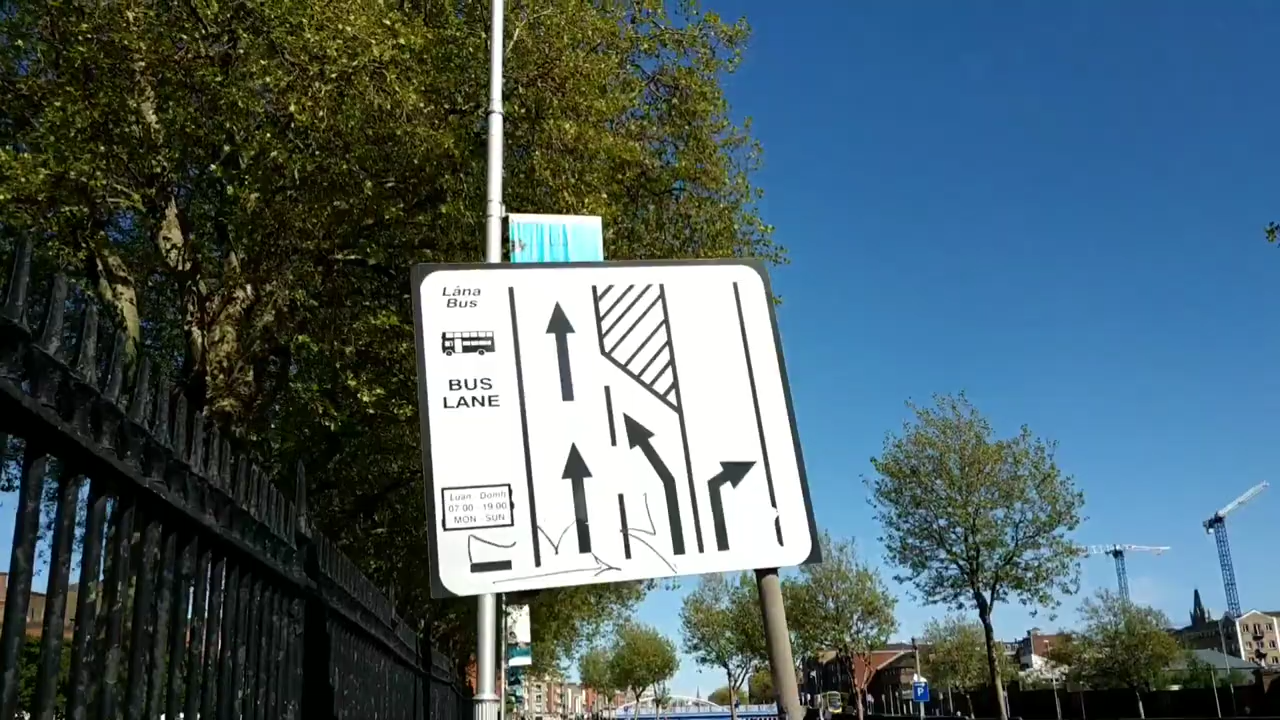 Lána
Bus
BUS
LANE
Luan Domh
07 00 - 19 00
MON - SUN
P